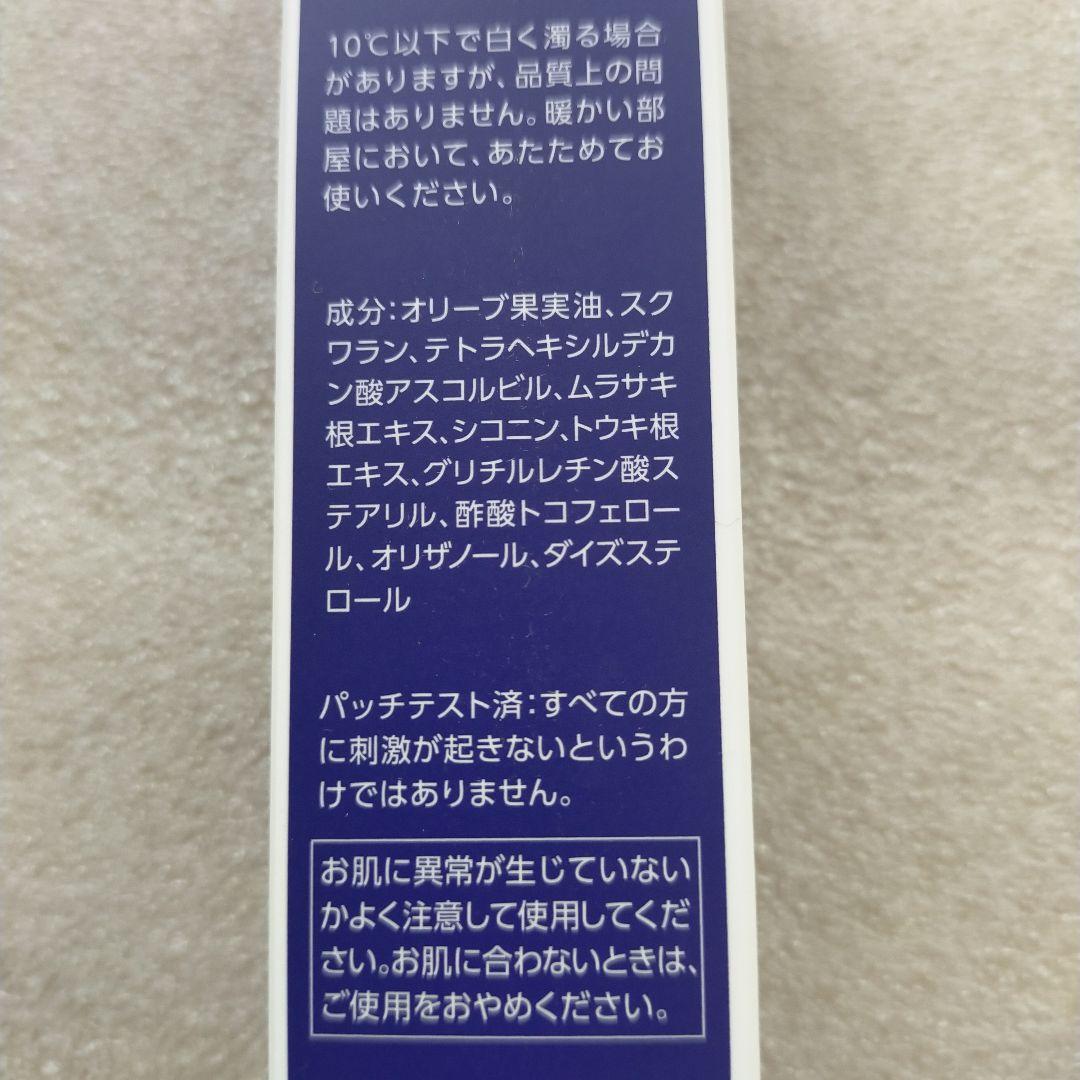 10℃以下で白く濁る場合
がありますが、品質上の問
題はありません。暖かい部
屋において、あたためてお
使いください。
成分：オリーブ果実油、スク
ワラン、テトラヘキシルデカ
ン酸アスコルビル、ムラサキ
根エキス、シコニン、トウキ根
エキス、グリチルレチン酸ス
テアリル、酢酸トコフェロー
ル、オリザノール、ダイズステ
ロール
パッチテスト済：すべての方
に刺激が起きないというわ
けではありません。
お肌に異常が生じていない
かよく注意して使用してくだ
さい。お肌に合わないときは、
ご使用をおやめください。